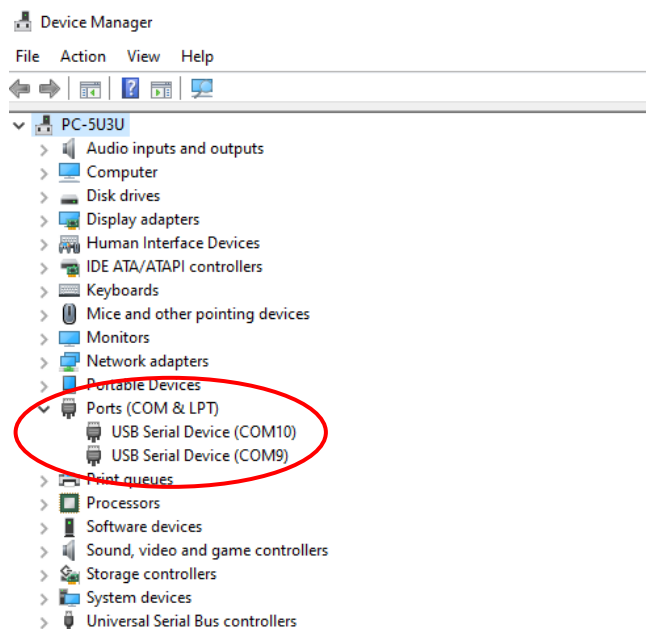 Device Manager
File Action View Help
PC-5U3U
Audio inputs and outputs
Computer
Disk drives
Display adapters
Human Interface Devices
IDE ATA/ATAPI controllers
Keyboards
Mice and other pointing devices
Monitors
Network adapters
Portable Devices
Ports (COM & LPT)
USB Serial Device (COM10)
USB Serial Device (COM9)
Print queues
Processors
Software devices
Sound, video and game controllers
Storage controllers
System devices
Universal Serial Bus controllers